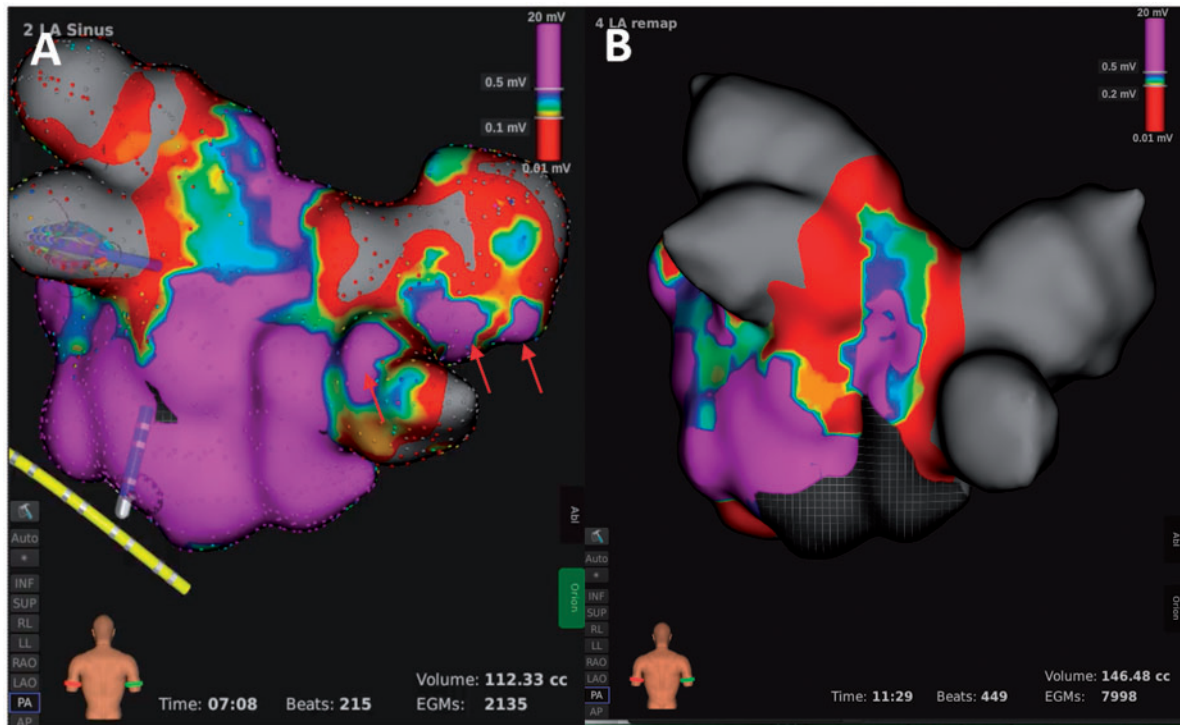 2 LA Sinus
A
20 mV
0.5 mV
0.1 mV
0.01 mV
Abl
Orion
Auto
*
INF
SUP
RL
LL
RAO
LAO
PA
AP
Volume: 112.33 cc
Time: 07:08 Beats: 215 EGMs: 2135
4 LA remap
B
20 mV
0.5 mV
0.2 mV
0.01 mV
Abl
Orion
Auto
*
INF
SUP
RL
LL
RAO
LAO
PA
AP
Volume: 146.48 cc
Time: 11:29 Beats: 449 EGMs: 7998